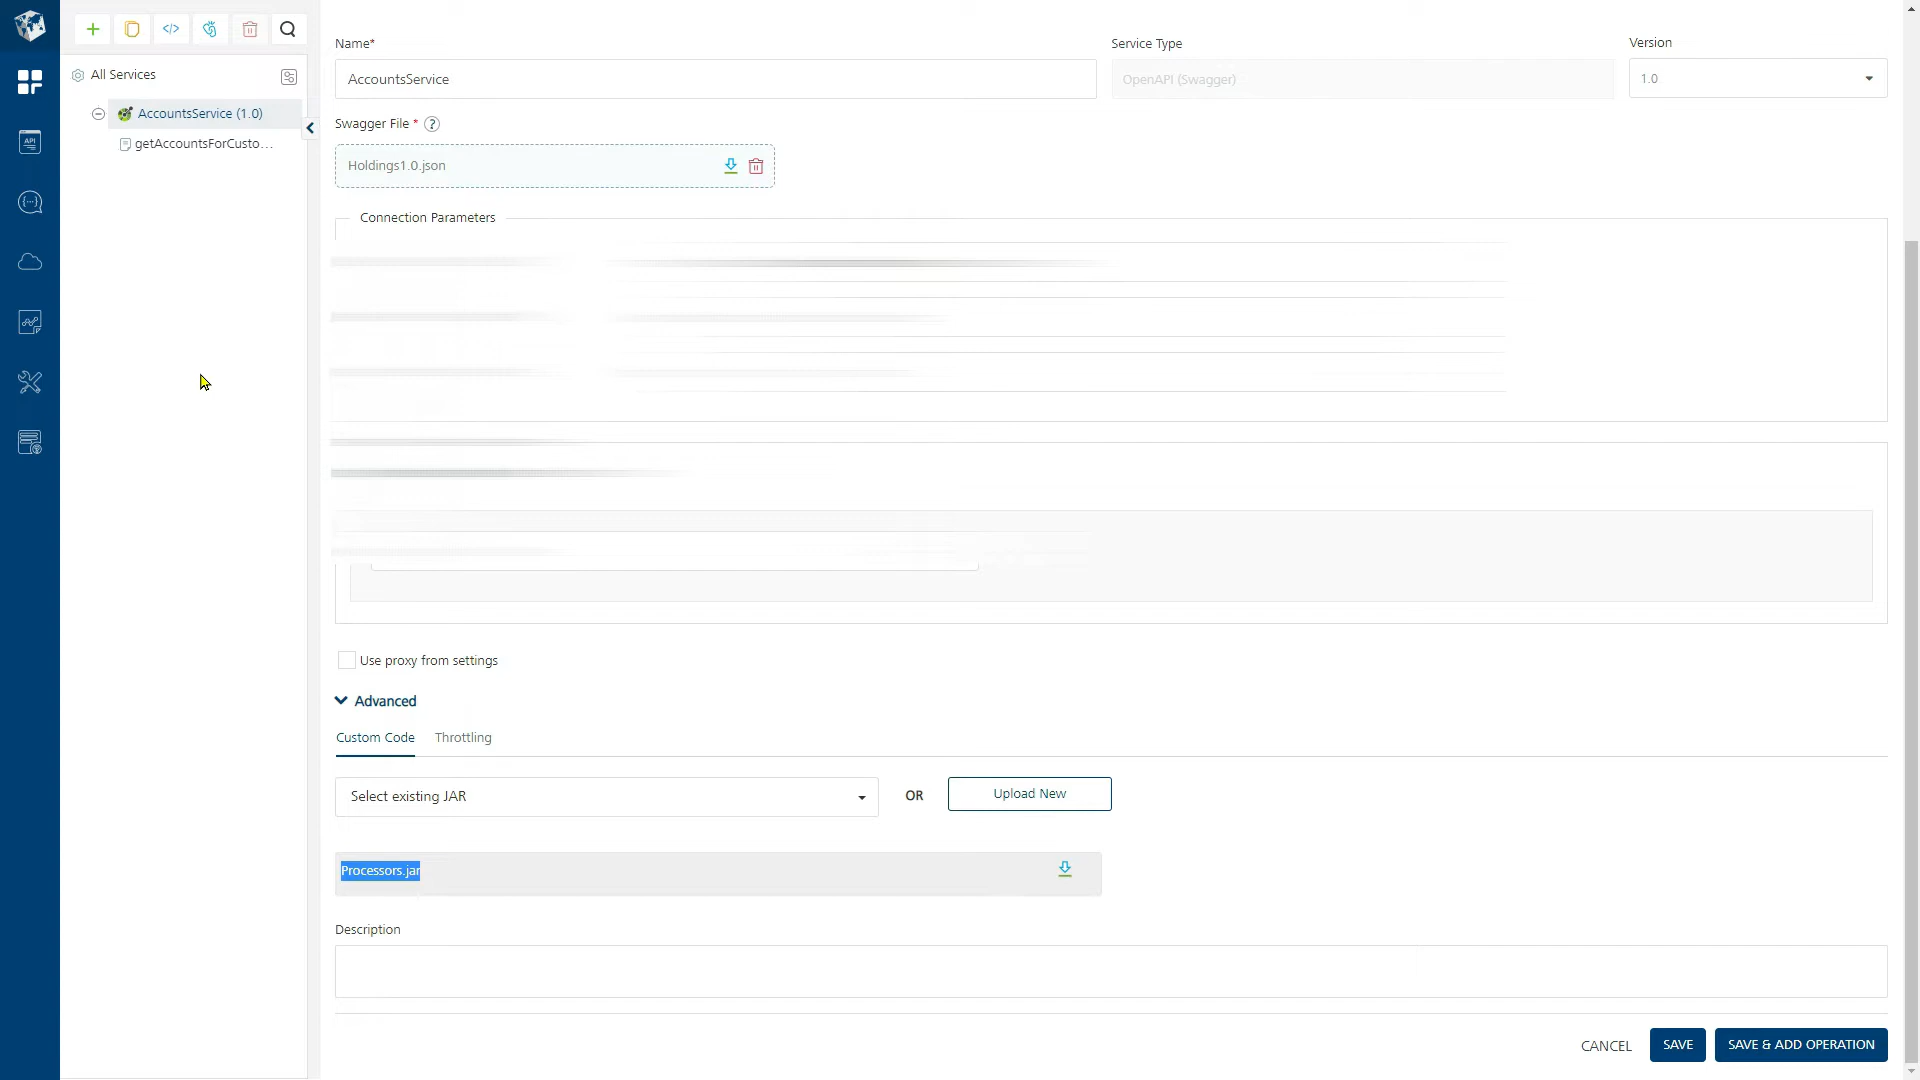 All Services
AccountsService (1.0)
getAccountsForCusto...
Name*
AccountsService
Service Type
OpenAPI (Swagger)
Version
1.0
Swagger File * ?
Holdings1.0.json
Connection Parameters
Use proxy from settings
Advanced
Custom Code
Throttling
Select existing JAR
OR
Upload New
Processors.jar
Description
CANCEL
SAVE
SAVE & ADD OPERATION